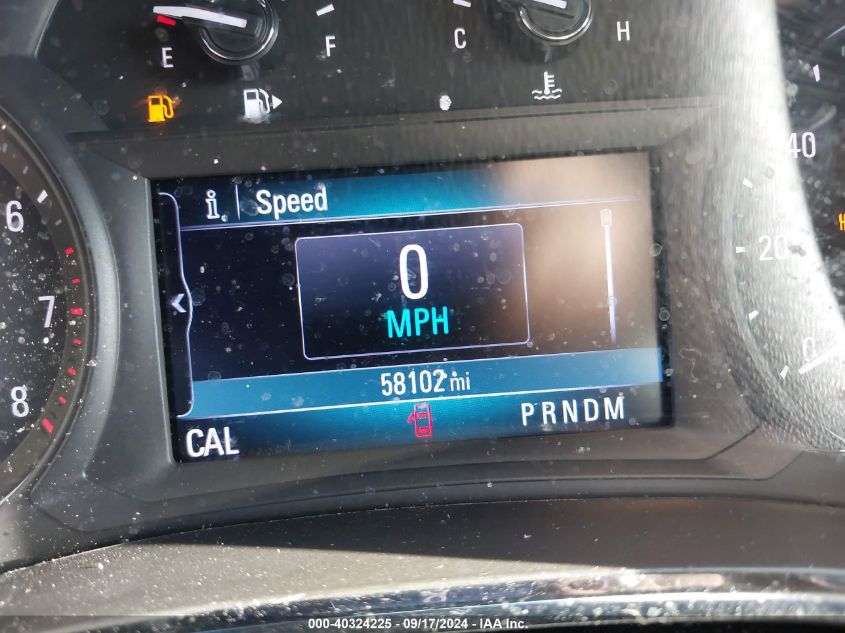 E
F
C
H
6
7
8
40
20
Speed
0
MPH
58102 mi
CAL
PRNDM
000-40324225 - 09/17/2024 - IAA Inc.